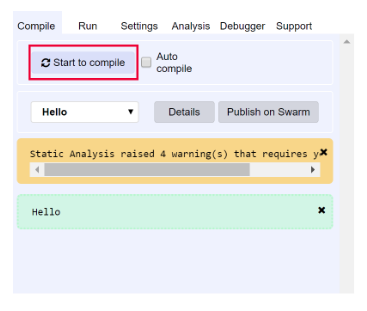 Compile Run Settings Analysis Debugger Support
Start to compile Auto compile
Hello Details Publish on Swarm
Static Analysis raised 4 warning(s) that requires y
Hello